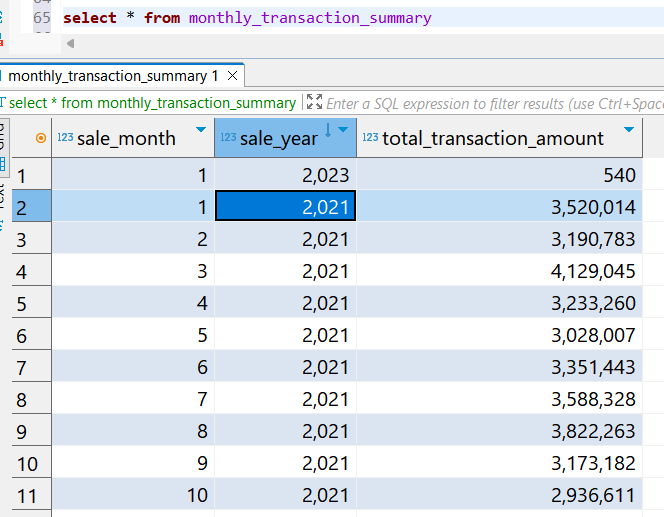 65 select * from monthly_transaction_summary
monthly_transaction_summary 1
select * from monthly_transaction_summary Enter a SQL expression to filter results (use Ctrl+Spac
123 sale_month 123 sale_year 123 total_transaction_amount
1 1 2,023 540
2 1 2,021 3,520,014
3 2 2,021 3,190,783
4 3 2,021 4,129,045
5 4 2,021 3,233,260
6 5 2,021 3,028,007
7 6 2,021 3,351,443
8 7 2,021 3,588,328
9 8 2,021 3,822,263
10 9 2,021 3,173,182
11 10 2,021 2,936,611